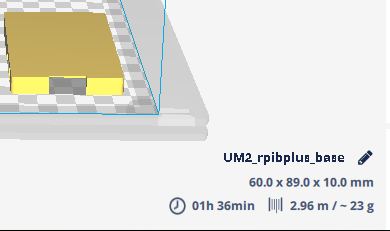 UM2_rpibplus_base
60.0 x 89.0 x 10.0 mm
01h 36min 2.96 m / ~ 23 g